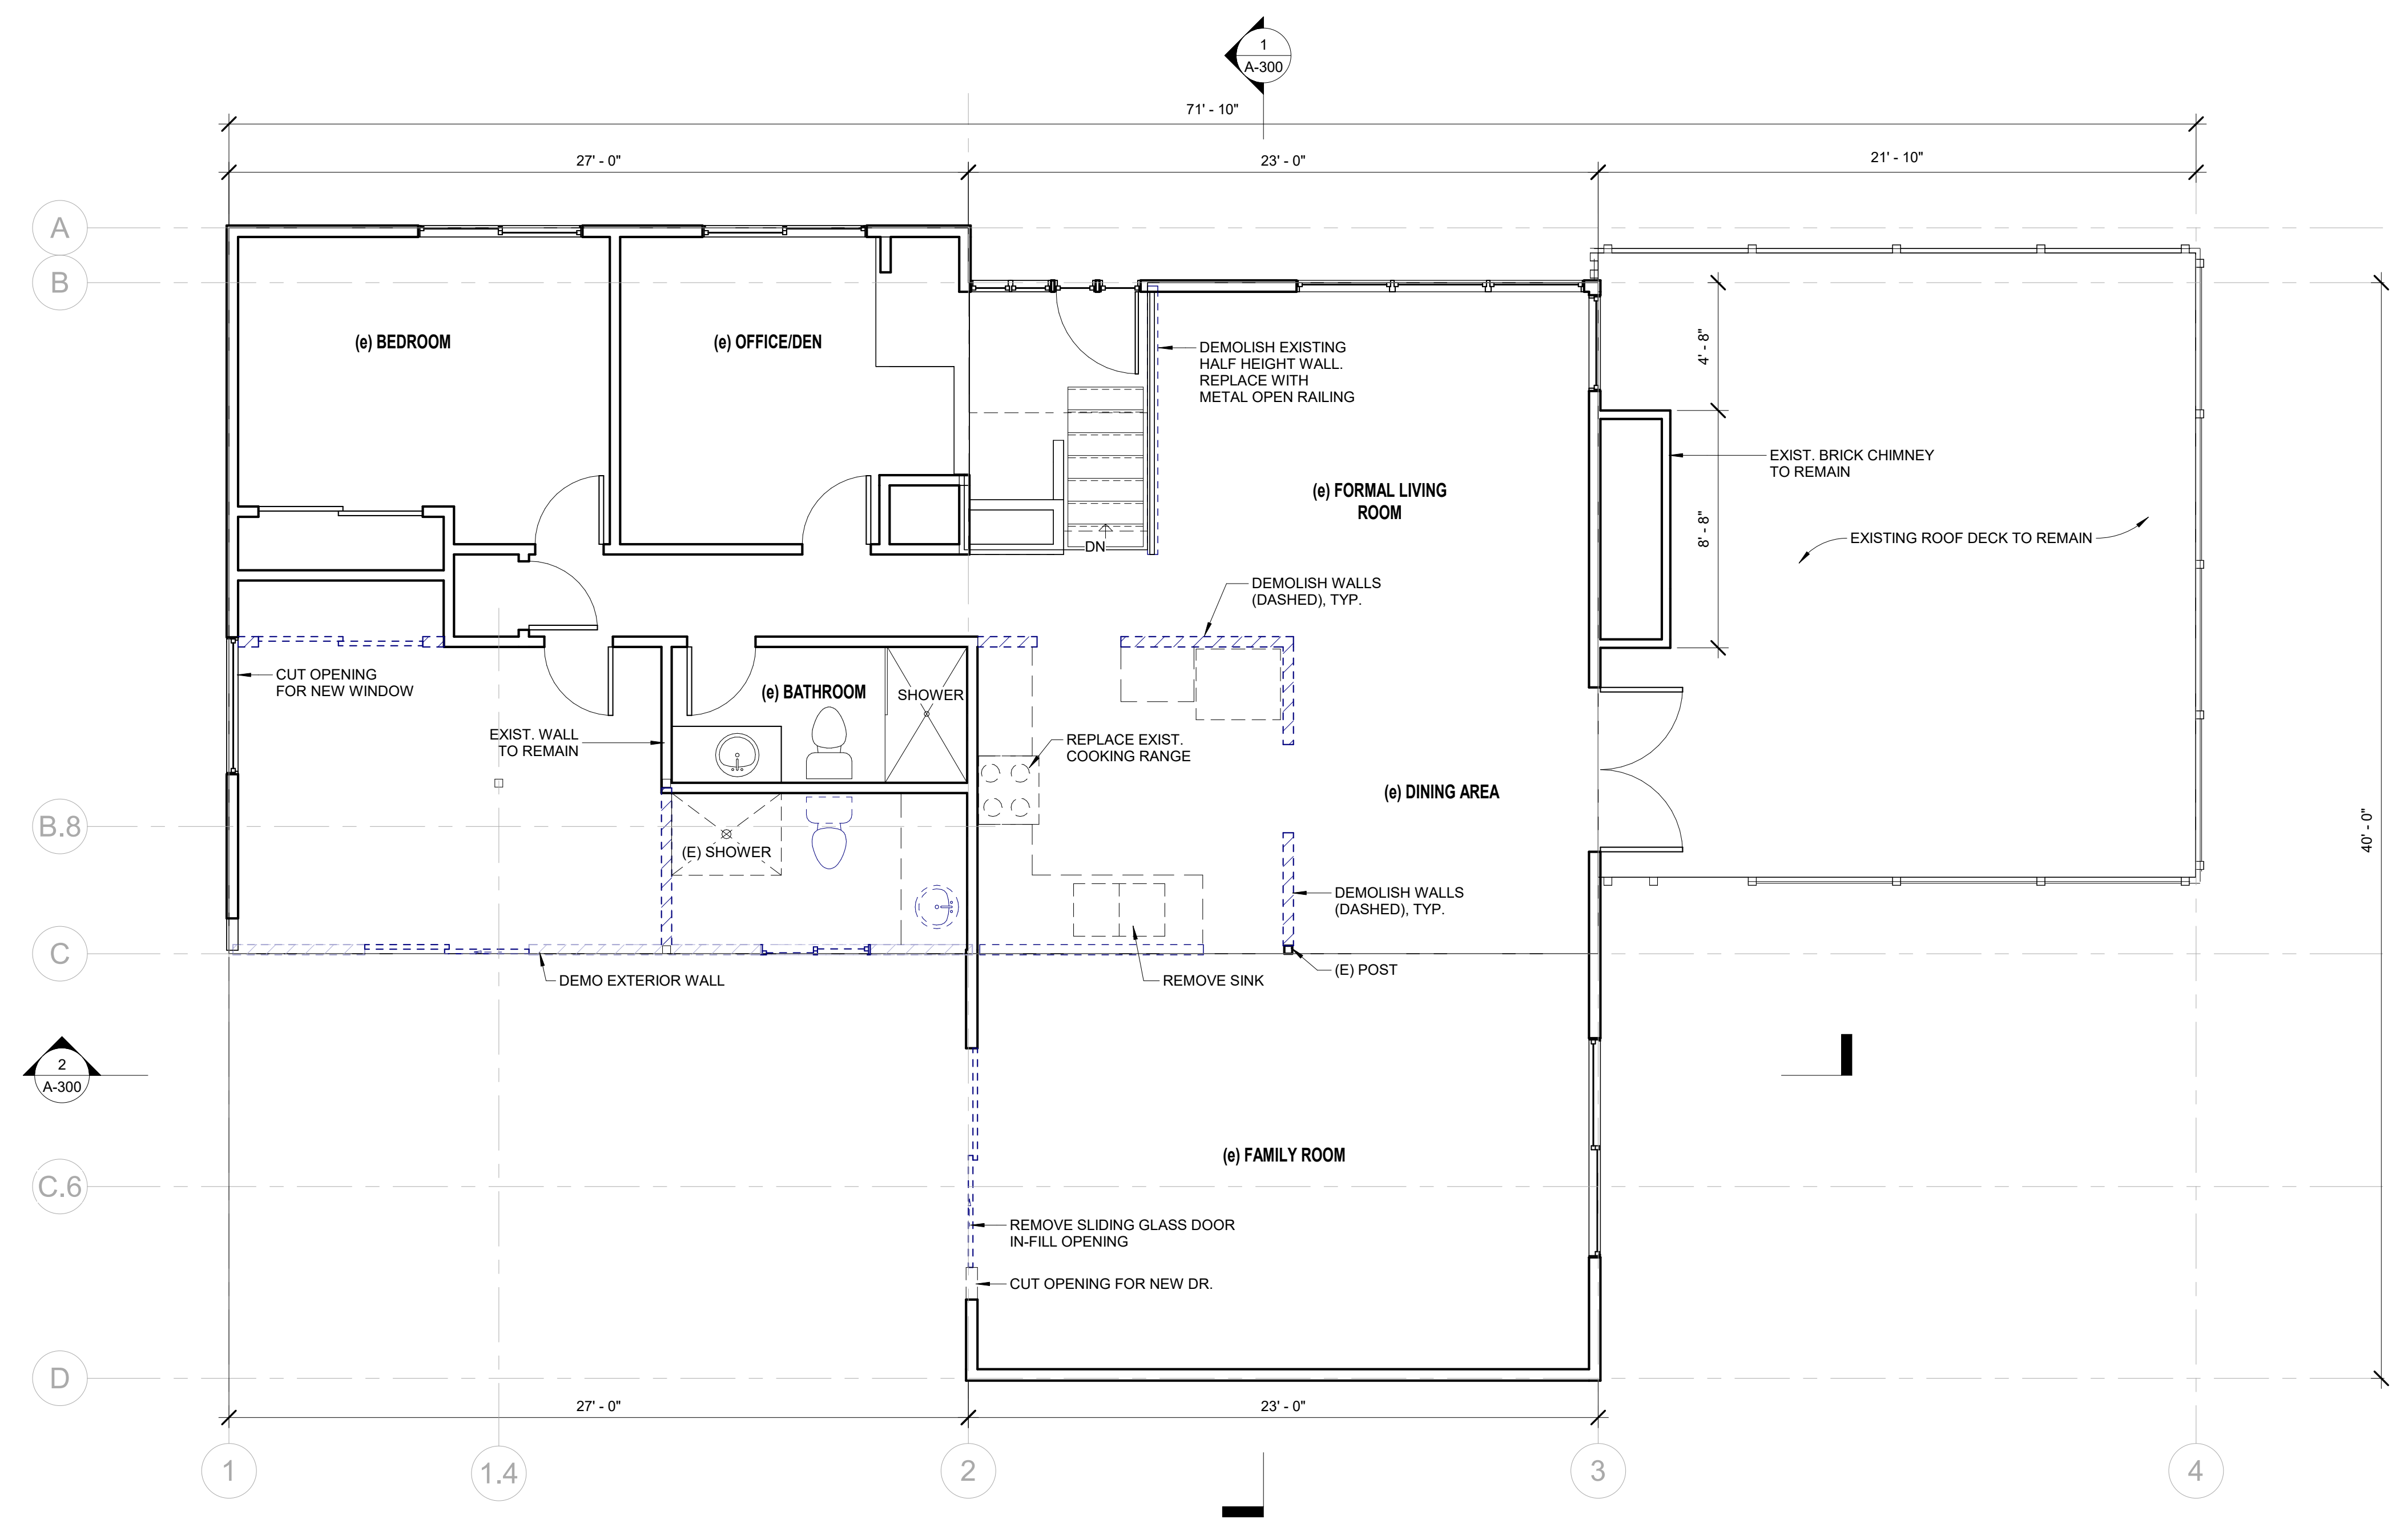 1
A-300
71' - 10"
27' - 0"
23' - 0"
21' - 10"
A
B
(e) BEDROOM
(e) OFFICE/DEN
DEMOLISH EXISTING
HALF HEIGHT WALL.
REPLACE WITH
METAL OPEN RAILING
4' - 8"
EXIST. BRICK CHIMNEY
TO REMAIN
(e) FORMAL LIVING
ROOM
8' - 8"
EXISTING ROOF DECK TO REMAIN
DN
DEMOLISH WALLS
(DASHED), TYP.
CUT OPENING
FOR NEW WINDOW
(e) BATHROOM
SHOWER
EXIST. WALL
TO REMAIN
REPLACE EXIST.
COOKING RANGE
(e) DINING AREA
B.8
40' - 0"
(E) SHOWER
DEMOLISH WALLS
(DASHED), TYP.
C
DEMO EXTERIOR WALL
REMOVE SINK
(E) POST
2
A-300
(e) FAMILY ROOM
C.6
REMOVE SLIDING GLASS DOOR
IN-FILL OPENING
CUT OPENING FOR NEW DR.
D
27' - 0"
23' - 0"
1
1.4
2
3
4